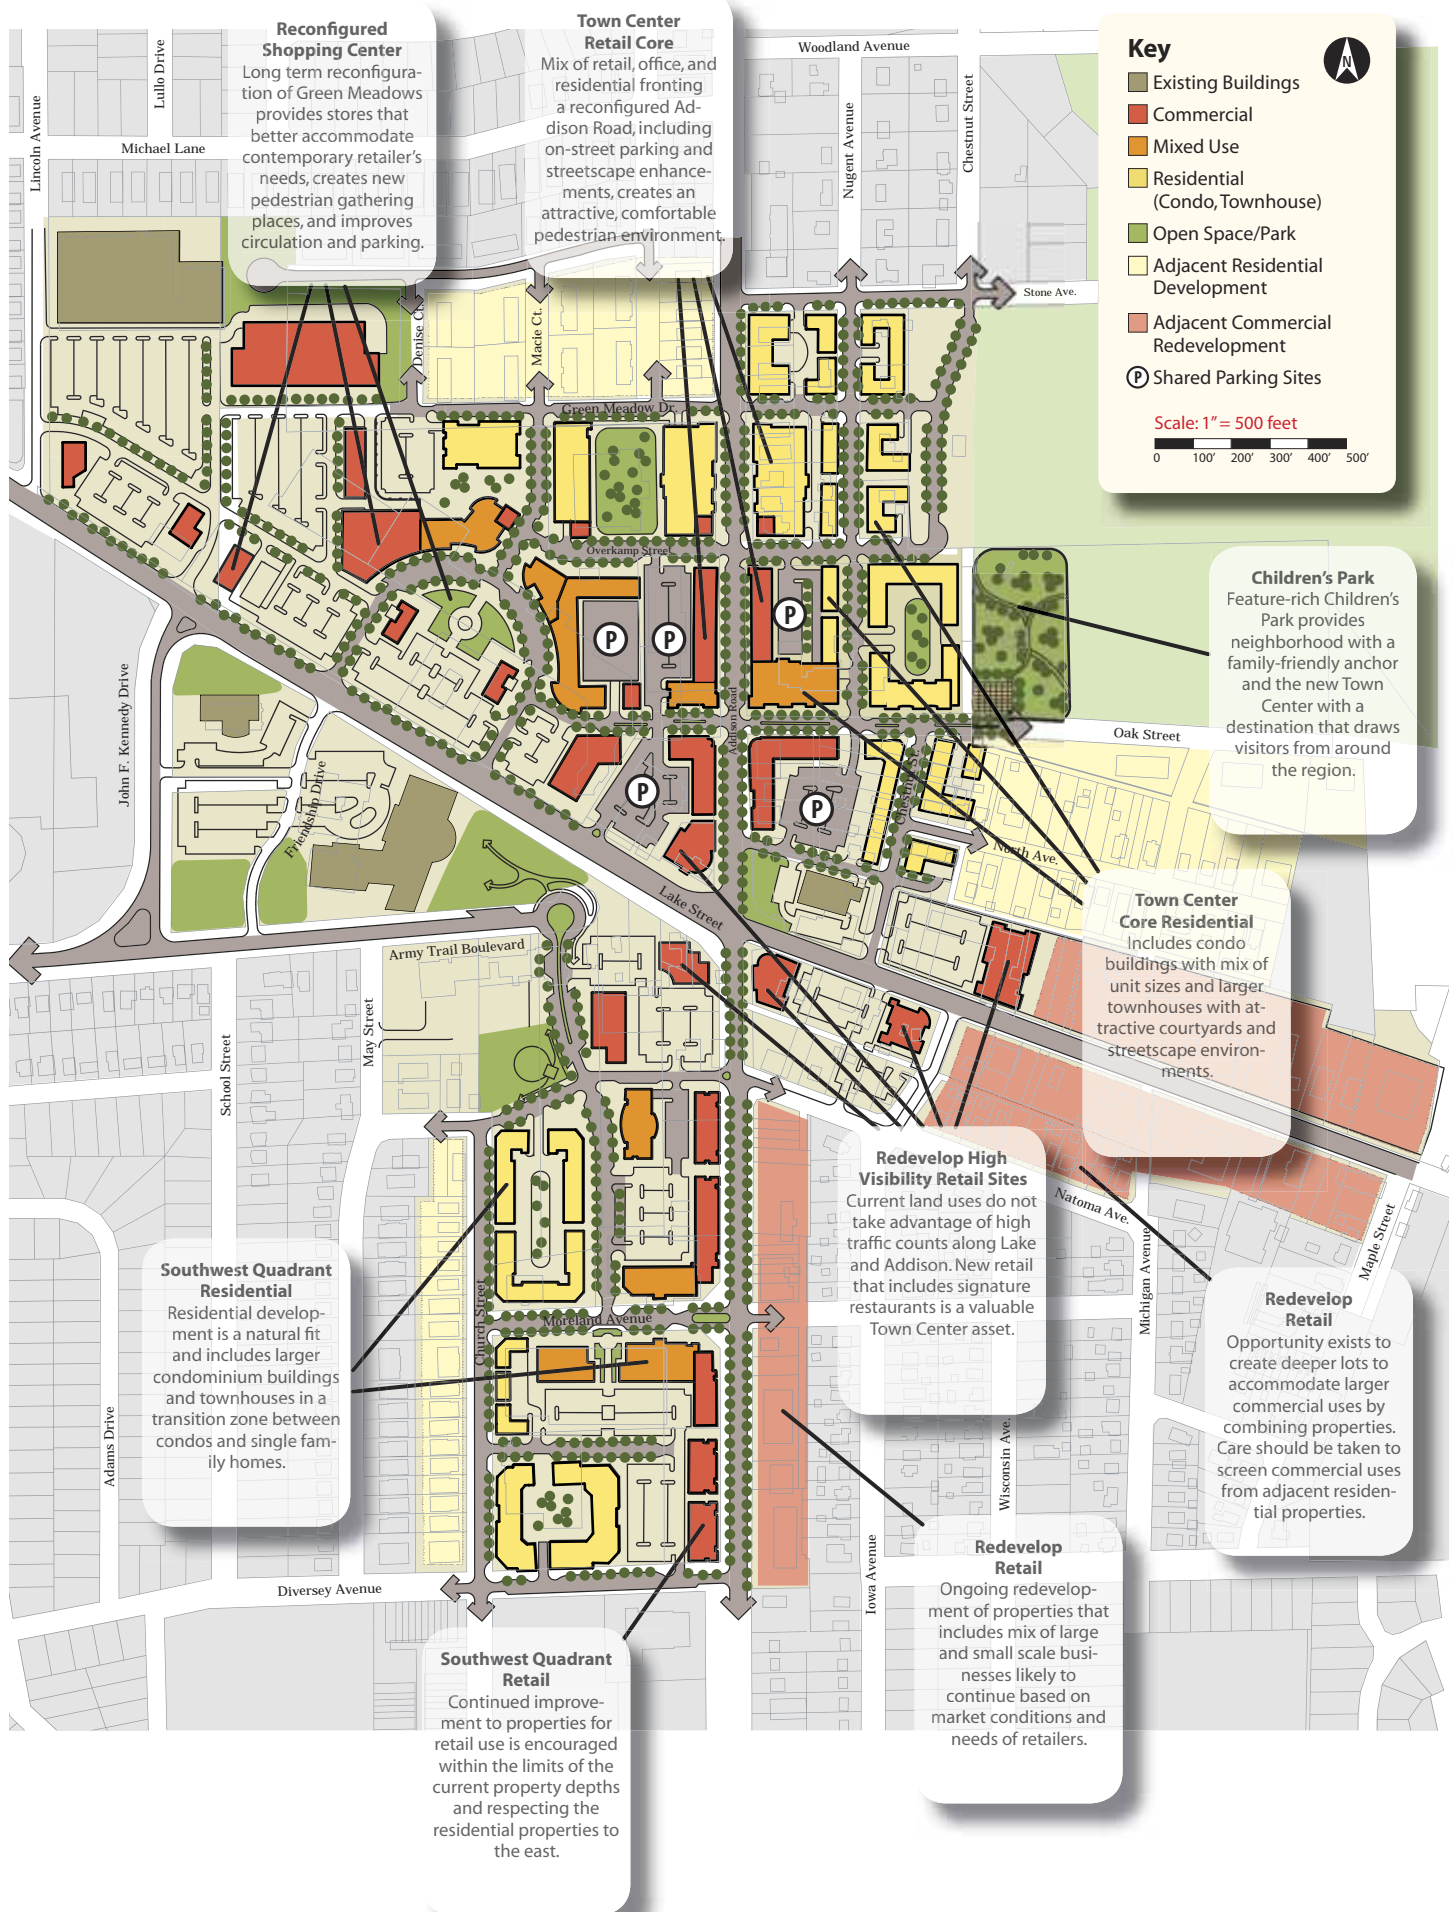 Reconfigured
Shopping Center
Long term reconfigura-
tion of Green Meadows
provides stores that
better accommodate
contemporary retailer's
needs, creates new
pedestrian gathering
places, and improves
circulation and parking.
Town Center
Retail Core
Mix of retail, office, and
residential fronting
a reconfigured Ad-
dison Road, including
on-street parking and
streetscape enhance-
ments, creates an
attractive, comfortable
pedestrian environment.
Key
N
Existing Buildings
Commercial
Mixed Use
Residential
(Condo, Townhouse)
Open Space/Park
Adjacent Residential
Development
Adjacent Commercial
Redevelopment
P Shared Parking Sites
Scale: 1" = 500 feet
0 100' 200' 300' 400' 500'
Woodland Avenue
Lullo Drive
Lincoln Avenue
Michael Lane
Nugent Avenue
Chestnut Street
Stone Ave.
Denise Ct.
Macie Ct.
Green Meadow Dr.
Overkamp Street
P
P
P
P
P
Addison Road
Oak Street
John F. Kennedy Drive
Friendship Drive
Chestnut St.
North Ave.
Lake Street
Army Trail Boulevard
May Street
School Street
Children's Park
Feature-rich Children's
Park provides
neighborhood with a
family-friendly anchor
and the new Town
Center with a
destination that draws
visitors from around
the region.
Town Center
Core Residential
Includes condo
buildings with mix of
unit sizes and larger
townhouses with at-
tractive courtyards and
streetscape environ-
ments.
Redevelop High
Visibility Retail Sites
Current land uses do not
take advantage of high
traffic counts along Lake
and Addison. New retail
that includes signature
restaurants is a valuable
Town Center asset.
Natoma Ave.
Michigan Avenue
Maple Street
Southwest Quadrant
Residential
Residential develop-
ment is a natural fit
and includes larger
condominium buildings
and townhouses in a
transition zone between
condos and single fam-
ily homes.
Church Street
Moreland Avenue
Adams Drive
Wisconsin Ave.
Iowa Avenue
Diversey Avenue
Redevelop
Retail
Opportunity exists to
create deeper lots to
accommodate larger
commercial uses by
combining properties.
Care should be taken to
screen commercial uses
from adjacent residen-
tial properties.
Redevelop
Retail
Ongoing redevelop-
ment of properties that
includes mix of large
and small scale busi-
nesses likely to
continue based on
market conditions and
needs of retailers.
Southwest Quadrant
Retail
Continued improve-
ment to properties for
retail use is encouraged
within the limits of the
current property depths
and respecting the
residential properties to
the east.